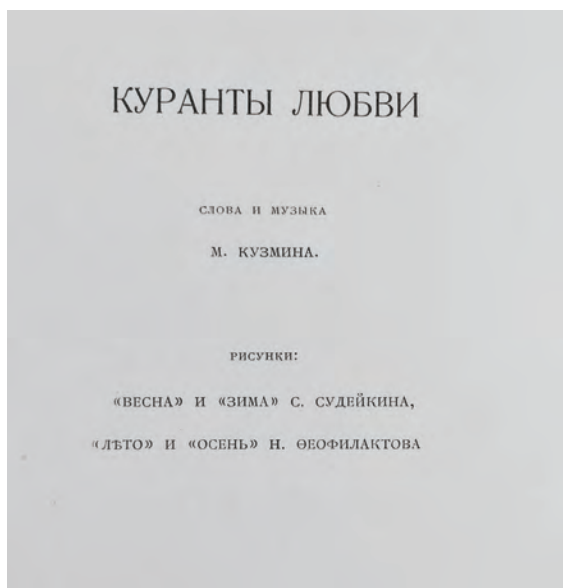 КУРАНТЫ ЛЮБВИ
СЛОВА И МУЗЫКА
М. КУЗМИНА.
РИСУНКИ:
«ВЕСНА» И «ЗИМА» С. СУДЕЙКИНА,
«ЛѢТО» И «ОСЕНЬ» Н. ѲЕОФИЛАКТОВА